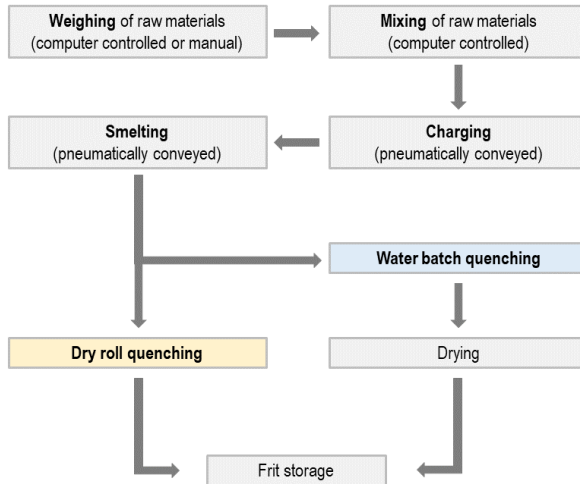 Weighing of raw materials
(computer controlled or manual)
Mixing of raw materials
(computer controlled)
Smelting
(pneumatically conveyed)
Charging
(pneumatically conveyed)
Water batch quenching
Dry roll quenching
Drying
Frit storage